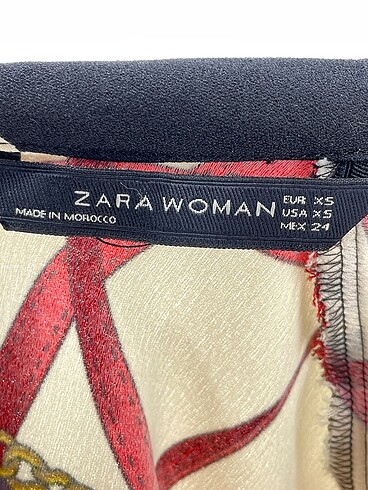 ZARA WOMAN
MADE IN MOROCCO
EUR XS
USA XS
MEX 24